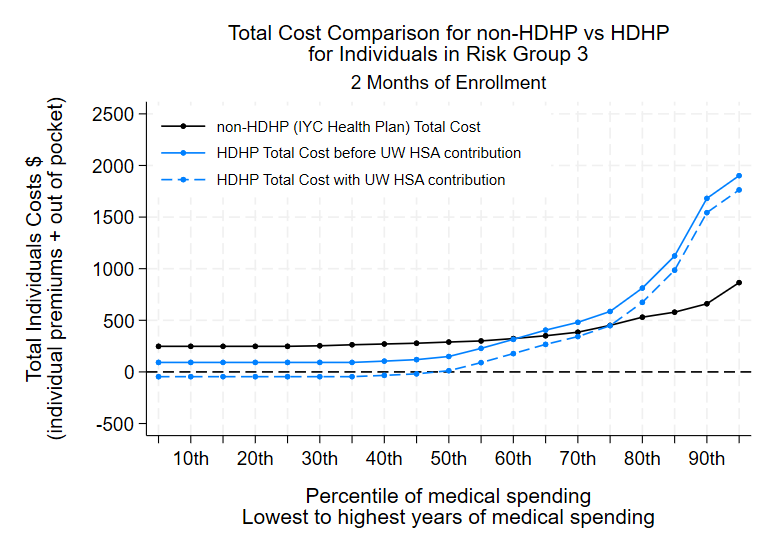 Total Cost Comparison for non-HDHP vs HDHP
for Individuals in Risk Group 3
2 Months of Enrollment
Total Individuals Costs $
(individual premiums + out of pocket)
2500
2000
1500
1000
500
0
-500
non-HDHP (IYC Health Plan) Total Cost
HDHP Total Cost before UW HSA contribution
HDHP Total Cost with UW HSA contribution
10th 20th 30th 40th 50th 60th 70th 80th 90th
Percentile of medical spending
Lowest to highest years of medical spending